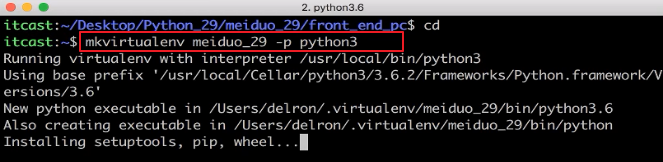 2. python3.6
itcast:~/Desktop/Python_29/meiduo_29/front_end_pc$ cd
itcast:~$ mkvirtualenv meiduo_29 -p python3
Running virtualenv with interpreter /usr/local/bin/python3
Using base prefix '/usr/local/Cellar/python3/3.6.2/Frameworks/Python.framework/V
ersions/3.6'
New python executable in /Users/delron/.virtualenv/meiduo_29/bin/python3.6
Also creating executable in /Users/delron/.virtualenv/meiduo_29/bin/python
Installing setuptools, pip, wheel...